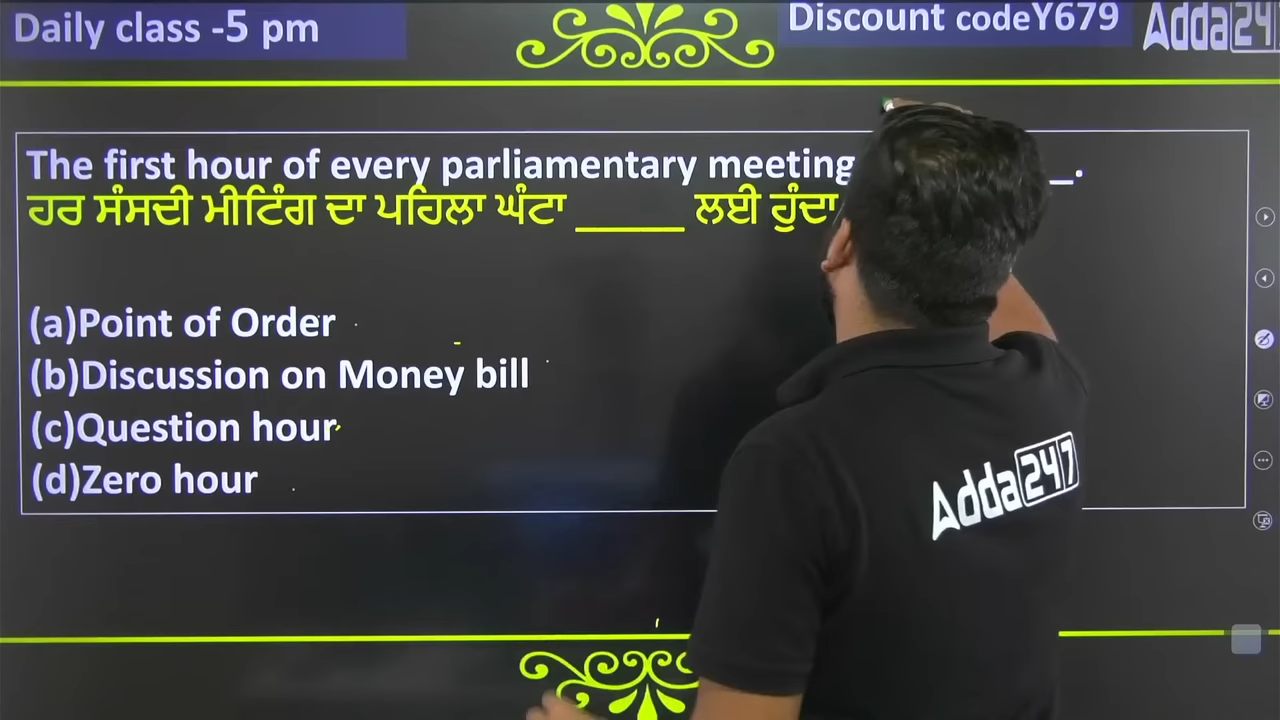 Daily class -5 pm
Discount codeY679
Adda24
The first hour of every parliamentary meeting _.
ਹਰ ਸੰਸਦੀ ਮੀਟਿੰਗ ਦਾ ਪਹਿਲਾ ਘੰਟਾ _____ ਲਈ ਹੁੰਦਾ
(a)Point of Order
(b)Discussion on Money bill
(c)Question hour
(d)Zero hour
Adda247